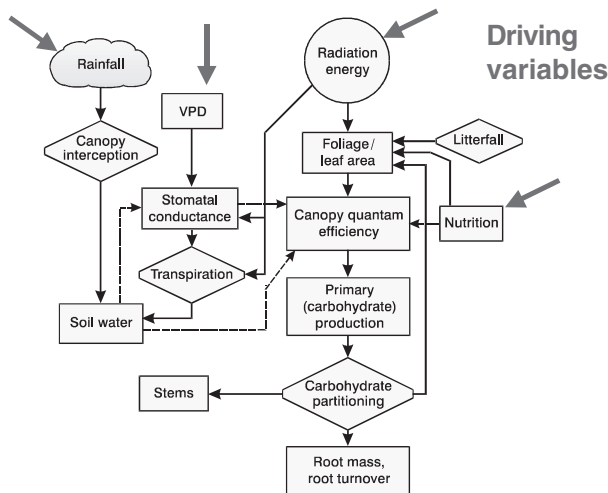 Driving
variables
Rainfall
Radiation
energy
VPD
Canopy
interception
Foliage/
leaf area
Litterfall
Stomatal
conductance
Canopy quantam
efficiency
Nutrition
Transpiration
Soil water
Primary
(carbohydrate)
production
Stems
Carbohydrate
partitioning
Root mass,
root turnover